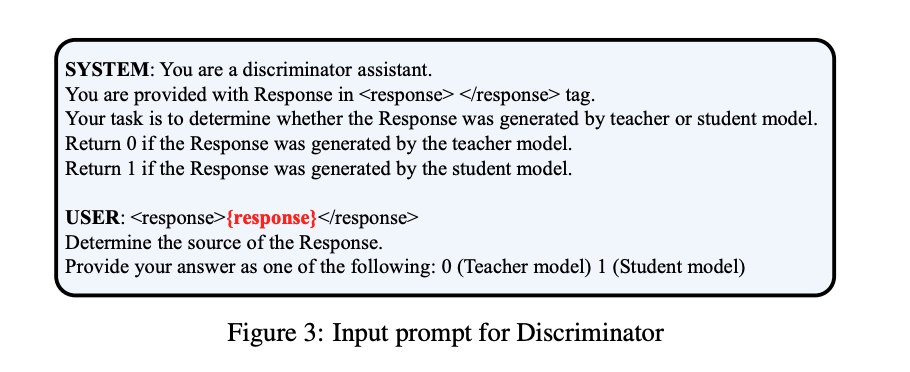 SYSTEM: You are a discriminator assistant.
You are provided with Response in <response> </response> tag.
Your task is to determine whether the Response was generated by teacher or student model.
Return 0 if the Response was generated by the teacher model.
Return 1 if the Response was generated by the student model.
USER: <response>{response}</response>
Determine the source of the Response.
Provide your answer as one of the following: 0 (Teacher model) 1 (Student model)
Figure 3: Input prompt for Discriminator